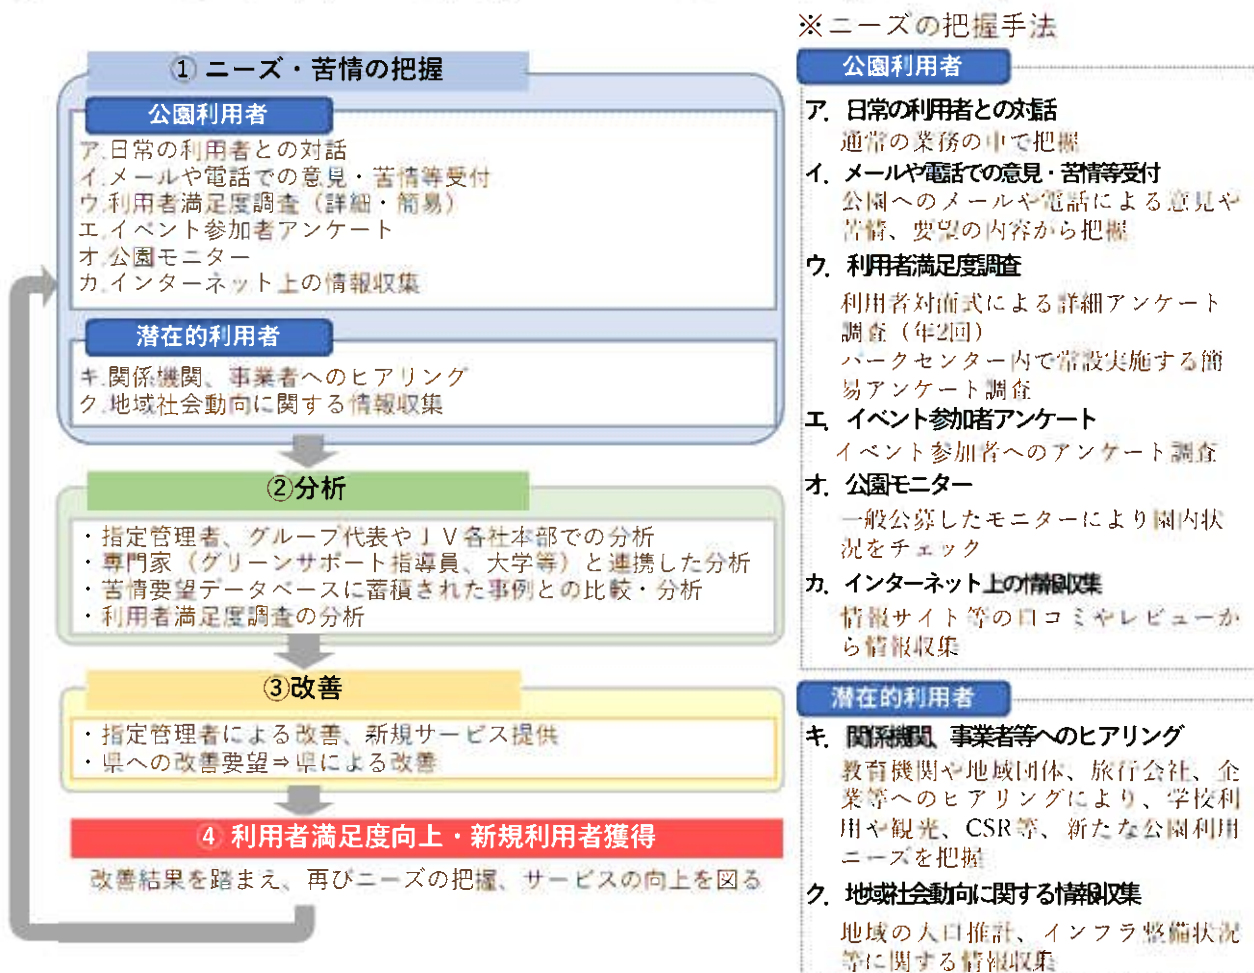 ① ニーズ・苦情の把握
公園利用者
ア.日常の利用者との対話
イ.メールや電話での意見・苦情等受付
ウ.利用者満足度調査（詳細・簡易）
エ.イベント参加者アンケート
オ.公園モニター
カ.インターネット上の情報収集
潜在的利用者
キ.関係機関、事業者へのヒアリング
ク.地域社会動向に関する情報収集
②分析
・指定管理者、グループ代表やＪＶ各社本部での分析
・専門家（グリーンサポート指導員、大学等）と連携した分析
・苦情要望データベースに蓄積された事例との比較・分析
・利用者満足度調査の分析
③改善
・指定管理者による改善、新規サービス提供
・県への改善要望⇒県による改善
④ 利用者満足度向上・新規利用者獲得
改善結果を踏まえ、再びニーズの把握、サービスの向上を図る
※ニーズの把握手法
公園利用者
ア．日常の利用者との対話
通常の業務の中で把握
イ．メールや電話での意見・苦情等受付
公園へのメールや電話による意見や
苦情、要望の内容から把握
ウ．利用者満足度調査
利用者対面式による詳細アンケート
調査（年2回）
パークセンター内で常設実施する簡
易アンケート調査
エ．イベント参加者アンケート
イベント参加者へのアンケート調査
オ．公園モニター
一般公募したモニターにより園内状
況をチェック
カ．インターネット上の情報収集
情報サイト等の口コミやレビューか
ら情報収集
潜在的利用者
キ．関係機関、事業者等へのヒアリング
教育機関や地域団体、旅行会社、企
業等へのヒアリングにより、学校利
用や観光、CSR等、新たな公園利用
ニーズを把握
ク．地域社会動向に関する情報収集
地域の人口推計、インフラ整備状況
等に関する情報収集